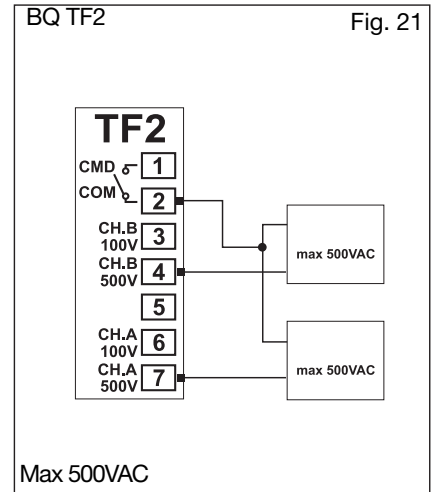 BQ TF2
Fig. 21
TF2
CMD 1
COM 2
CH.B
100V 3
CH.B
500V 4
5
CH.A
100V 6
CH.A
500V 7
max 500VAC
max 500VAC
Max 500VAC